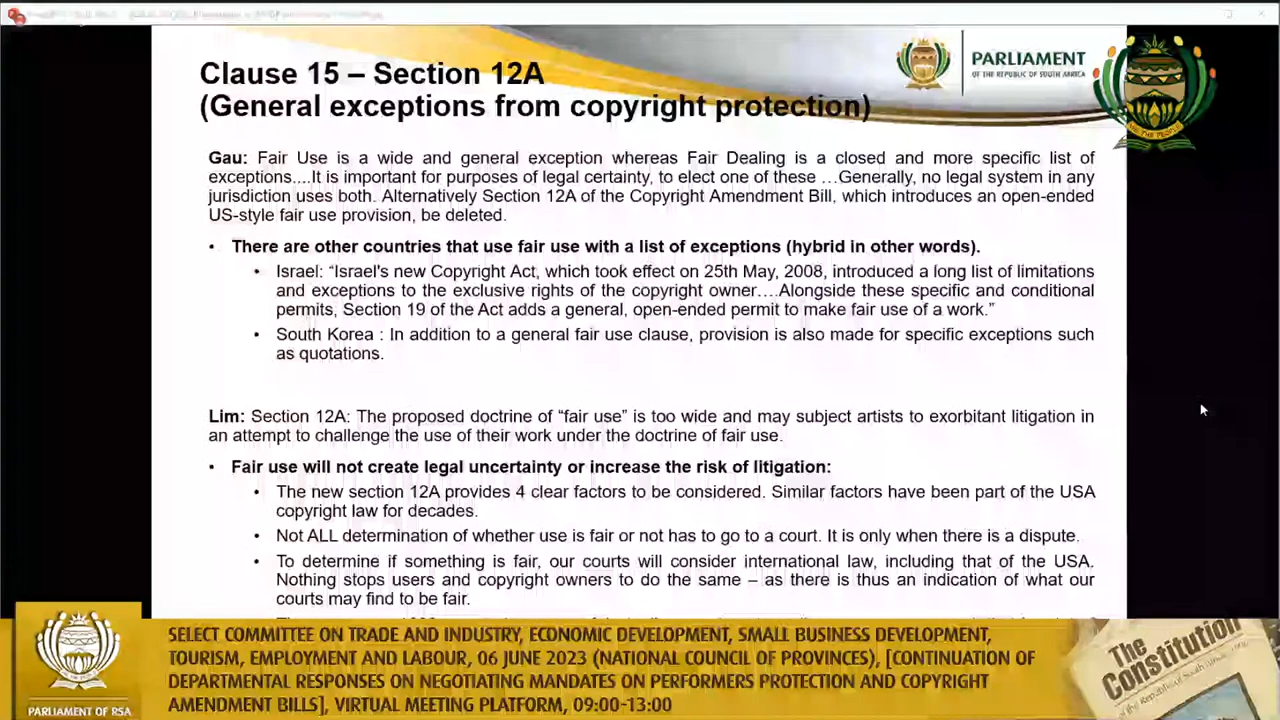 Clause 15 – Section 12A
(General exceptions from copyright protection)
PARLIAMENT
OF THE REPUBLIC OF SOUTH AFRICA
Gau: Fair Use is a wide and general exception whereas Fair Dealing is a closed and more specific list of
exceptions....It is important for purposes of legal certainty, to elect one of these …Generally, no legal system in any
jurisdiction uses both. Alternatively Section 12A of the Copyright Amendment Bill, which introduces an open-ended
US-style fair use provision, be deleted.
• There are other countries that use fair use with a list of exceptions (hybrid in other words).
• Israel: “Israel's new Copyright Act, which took effect on 25th May, 2008, introduced a long list of limitations
and exceptions to the exclusive rights of the copyright owner….Alongside these specific and conditional
permits, Section 19 of the Act adds a general, open-ended permit to make fair use of a work.”
• South Korea : In addition to a general fair use clause, provision is also made for specific exceptions such
as quotations.
Lim: Section 12A: The proposed doctrine of “fair use” is too wide and may subject artists to exorbitant litigation in
an attempt to challenge the use of their work under the doctrine of fair use.
• Fair use will not create legal uncertainty or increase the risk of litigation:
• The new section 12A provides 4 clear factors to be considered. Similar factors have been part of the USA
copyright law for decades.
• Not ALL determination of whether use is fair or not has to go to a court. It is only when there is a dispute.
• To determine if something is fair, our courts will consider international law, including that of the USA.
Nothing stops users and copyright owners to do the same – as there is thus an indication of what our
courts may find to be fair.
WE THE PEOPLE
SELECT COMMITTEE ON TRADE AND INDUSTRY, ECONOMIC DEVELOPMENT, SMALL BUSINESS DEVELOPMENT,
TOURISM, EMPLOYMENT AND LABOUR, 06 JUNE 2023 (NATIONAL COUNCIL OF PROVINCES), [CONTINUATION OF
DEPARTMENTAL RESPONSES ON NEGOTIATING MANDATES ON PERFORMERS PROTECTION AND COPYRIGHT
AMENDMENT BILLS], VIRTUAL MEETING PLATFORM, 09:00-13:00
PARLIAMENT OF RSA
The
Constitution